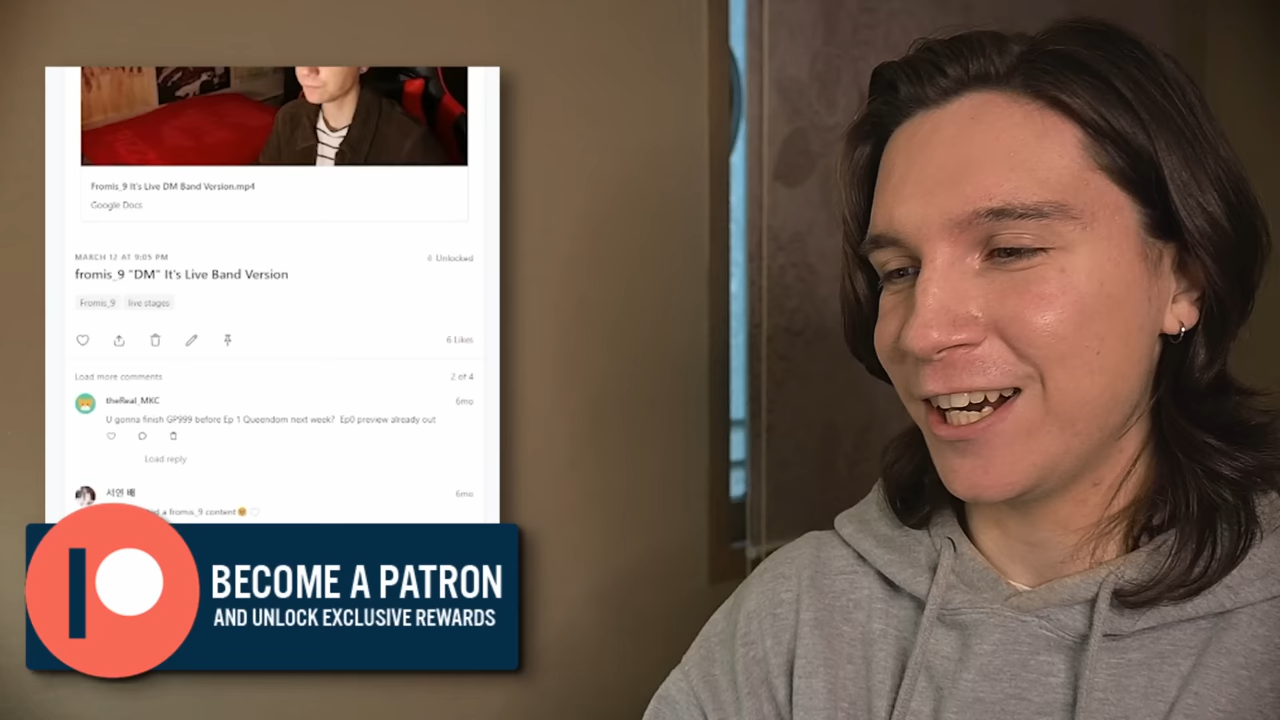 Fromis_9 It's Live DM Band Version.mp4
Google Docs
MARCH 12 AT 9:05 PM
Unlocked
fromis_9 "DM" It's Live Band Version
Fromis_9 live stages
6 Likes
Load more comments
2 of 4
theReal_MKC
6mo
U gonna finish GP999 before Ep 1 Queendom next week? Ep0 preview already out
Load reply
서연 배
6mo
a fromis_9 content
BECOME A PATRON
AND UNLOCK EXCLUSIVE REWARDS